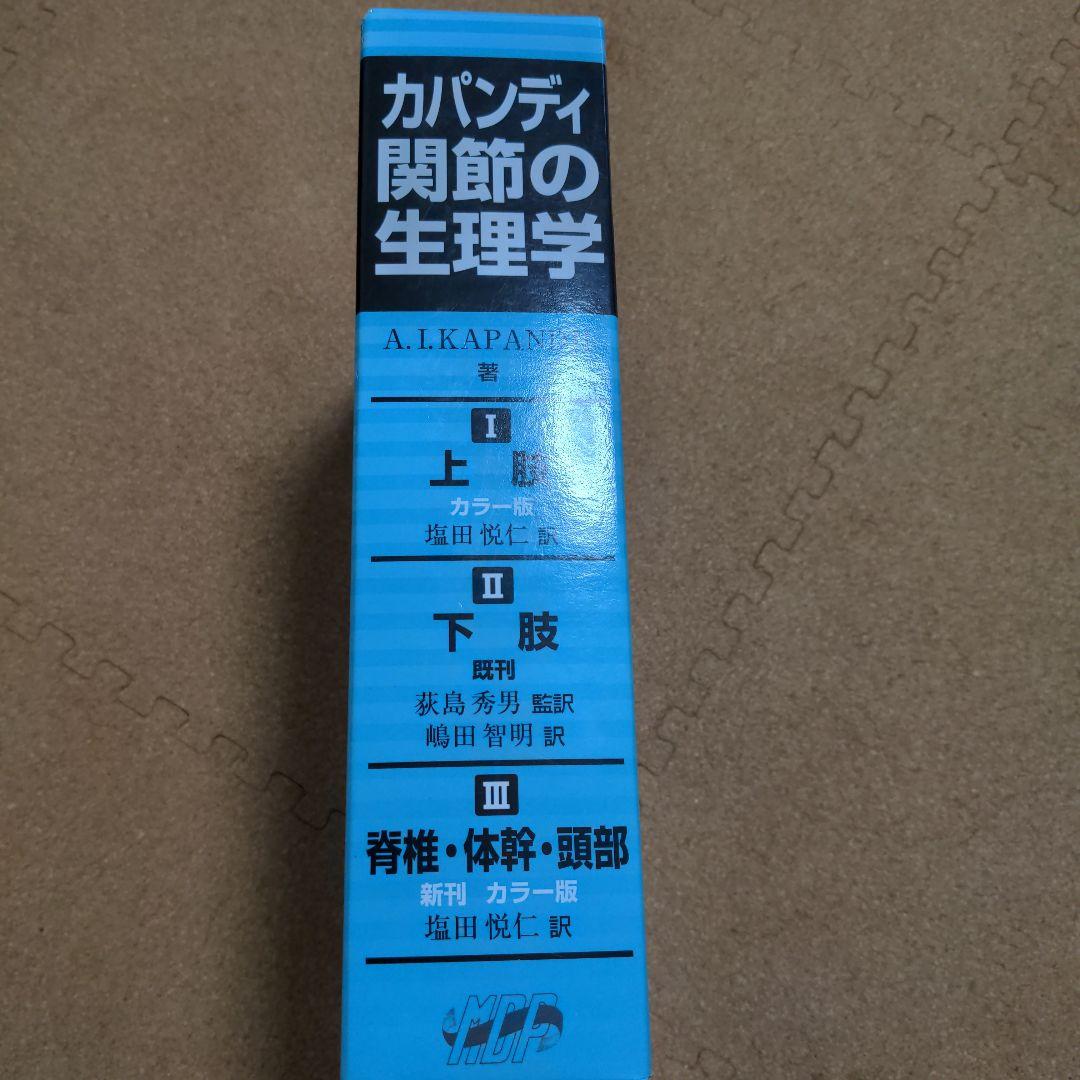 カパンディ
関節の
生理学
A.I.KAPAN
著
I
上 肢
カラー版
塩田悦仁 訳
II
下 肢
既刊
荻島秀男 監訳
嶋田智明 訳
III
脊椎・体幹・頭部
新刊 カラー版
塩田悦仁 訳
MDP